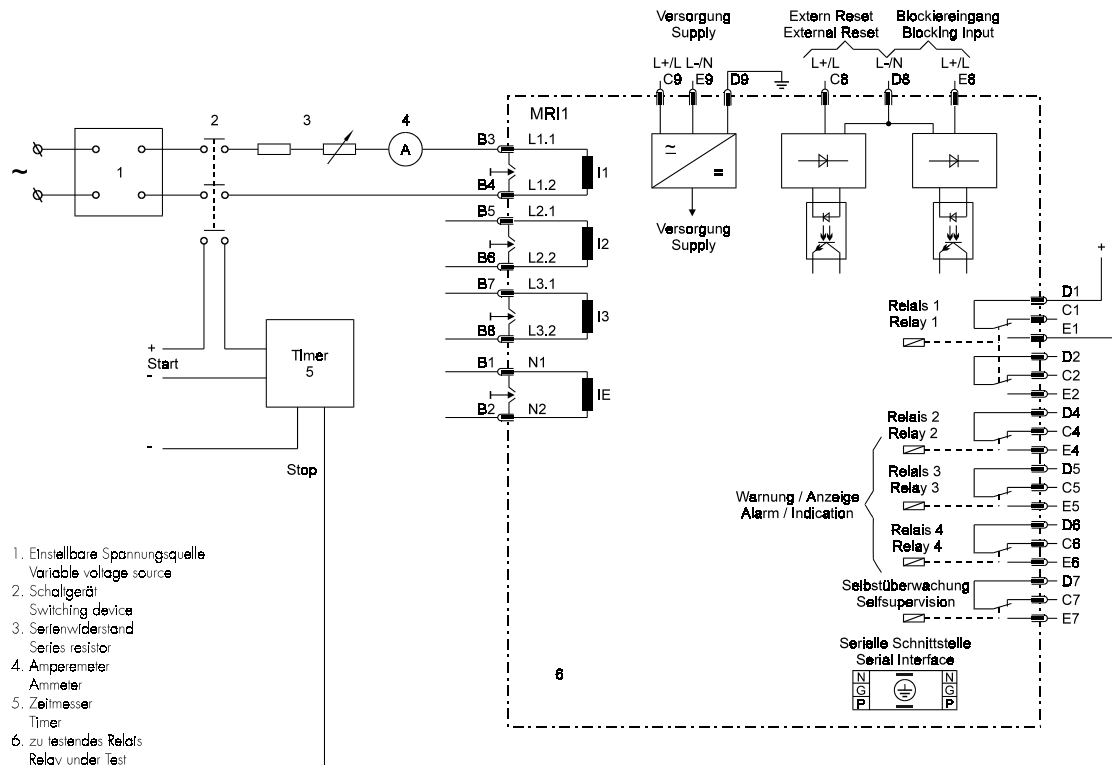 Versorgung
Supply
Extern Reset
External Reset
Blockiereingang
Blocking Input
L+/L L-/N
C9 E9 D9
L+/L L-/N L+/L
C8 D8 E8
MRI1
~ 1 2 3 4
A
B3 L1.1
I1
B4 L1.2
B5 L2.1
I2
B6 L2.2
B7 L3.1
I3
B8 L3.2
B1 N1
IE
B2 N2
≃
=
Versorgung
Supply
+
Start
-
-
Timer
5
Stop
+
Relais 1
Relay 1
D1
C1
E1
D2
C2
E2
Relais 2
Relay 2
D4
C4
E4
Relais 3
Relay 3
D5
C5
E5
Warnung / Anzeige
Alarm / Indication
Relais 4
Relay 4
D6
C6
E6
Selbstüberwachung
Selfsupervision
D7
C7
E7
Serielle Schnittstelle
Serial Interface
N N
G G
P P
6
1. Einstellbare Spannungsquelle
Variable voltage source
2. Schaltgerät
Switching device
3. Serienwiderstand
Series resistor
4. Amperemeter
Ammeter
5. Zeitmesser
Timer
6. zu testendes Relais
Relay under Test